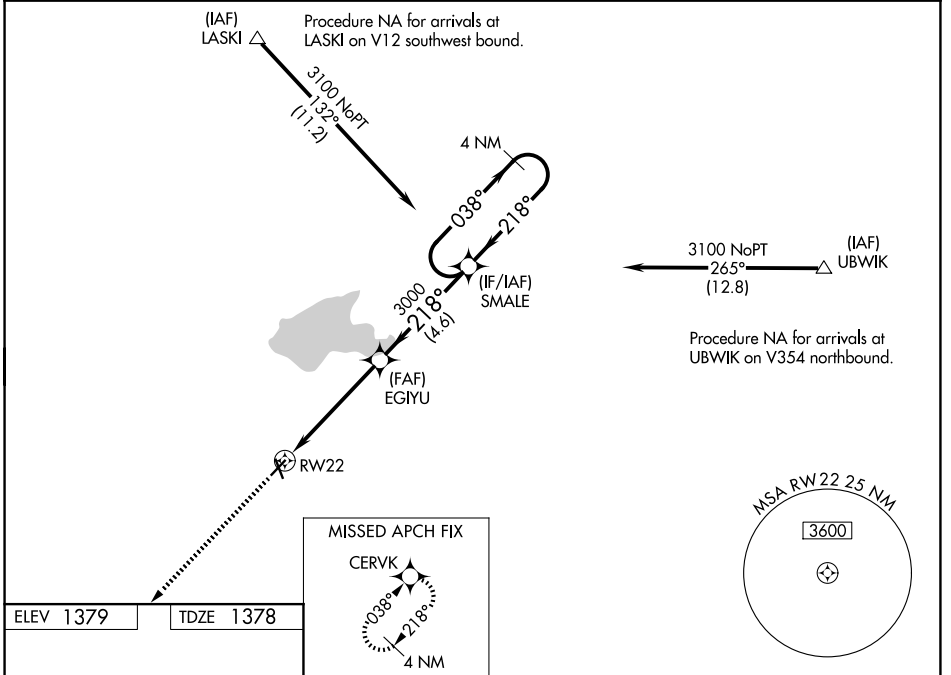 (IAF)
LASKI
Procedure NA for arrivals at
LASKI on V12 southwest bound.
3100 NoPT
132°
(11.2)
4 NM
038°
218°
(IF/IAF)
SMALE
3100 NoPT
265°
(12.8)
(IAF)
UBWIK
3000
218°
(4.6)
Procedure NA for arrivals at
UBWIK on V354 northbound.
(FAF)
EGIYU
RW22
MSA RW22 25 NM
3600
MISSED APCH FIX
CERVK
038°
218°
4 NM
ELEV 1379
TDZE 1378